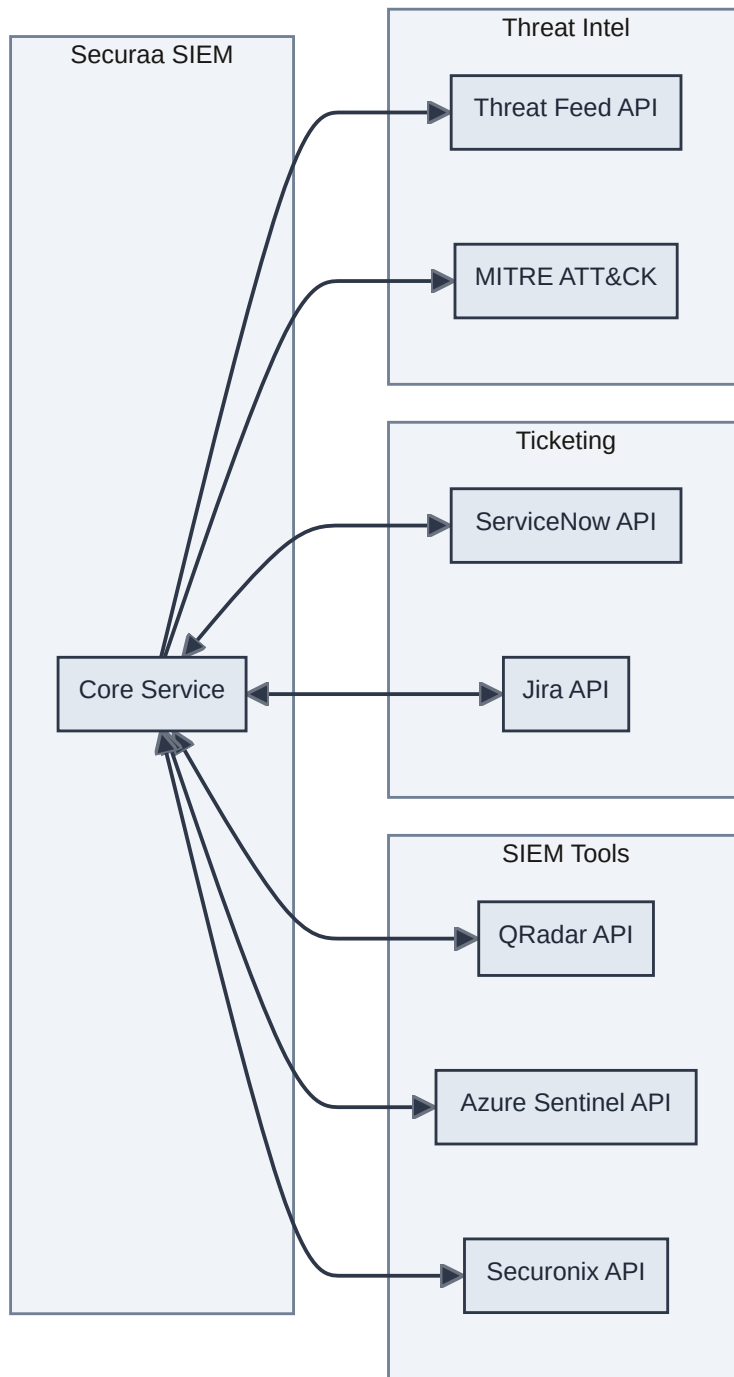 Securaa SIEM
Core Service
Threat Intel
Threat Feed API
MITRE ATT&CK
Ticketing
ServiceNow API
Jira API
SIEM Tools
QRadar API
Azure Sentinel API
Securonix API